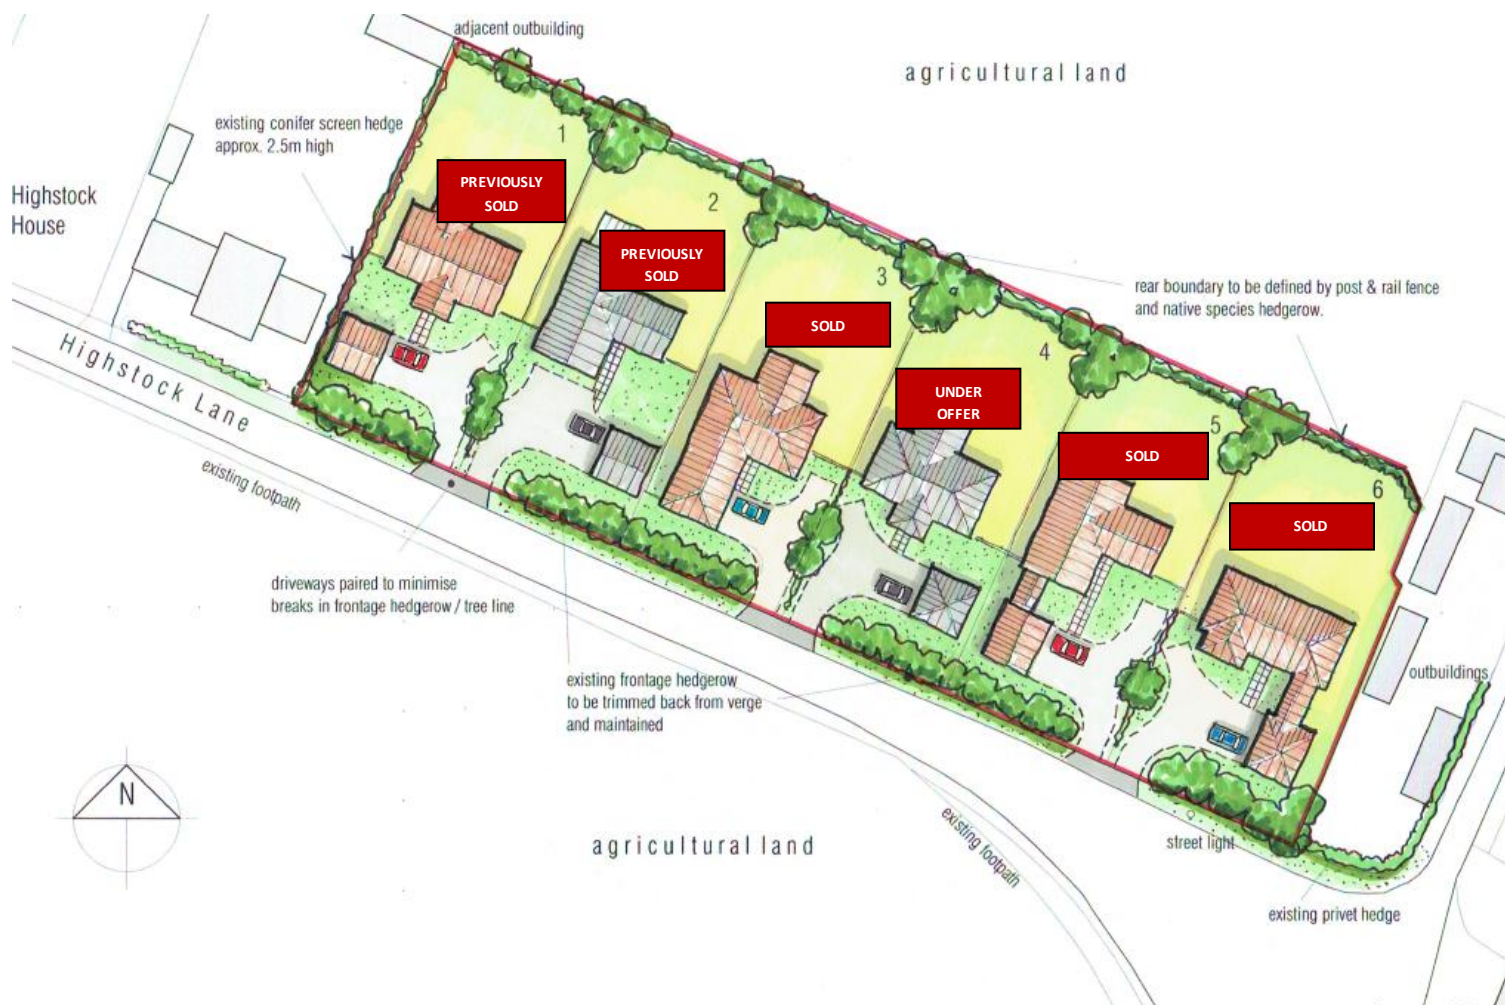 adjacent outbuilding
agricultural land
existing conifer screen hedge
approx. 2.5m high
1
PREVIOUSLY
SOLD
Highstock
House
2
PREVIOUSLY
SOLD
3
SOLD
rear boundary to be defined by post & rail fence
and native species hedgerow.
4
UNDER
OFFER
Highstock Lane
5
SOLD
existing footpath
6
SOLD
driveways paired to minimise
breaks in frontage hedgerow / tree line
existing frontage hedgerow
to be trimmed back from verge
and maintained
outbuildings
N
agricultural land
existing footpath
street light
existing privet hedge